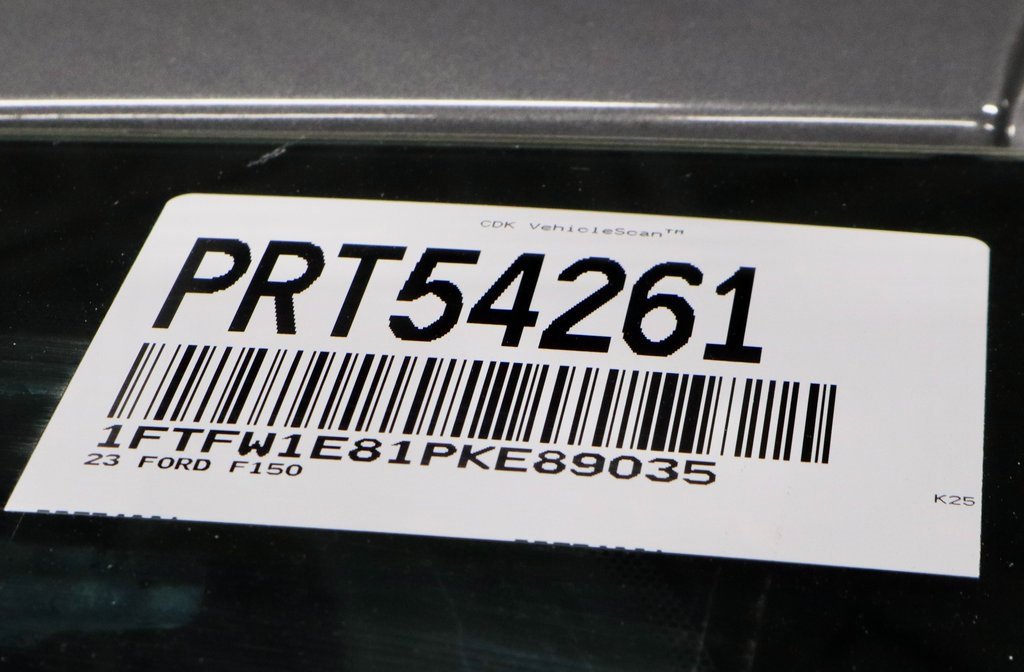 CDK VehicleScan™
PRT54261
1FTFW1E81PKE89035
23 FORD F150
K25